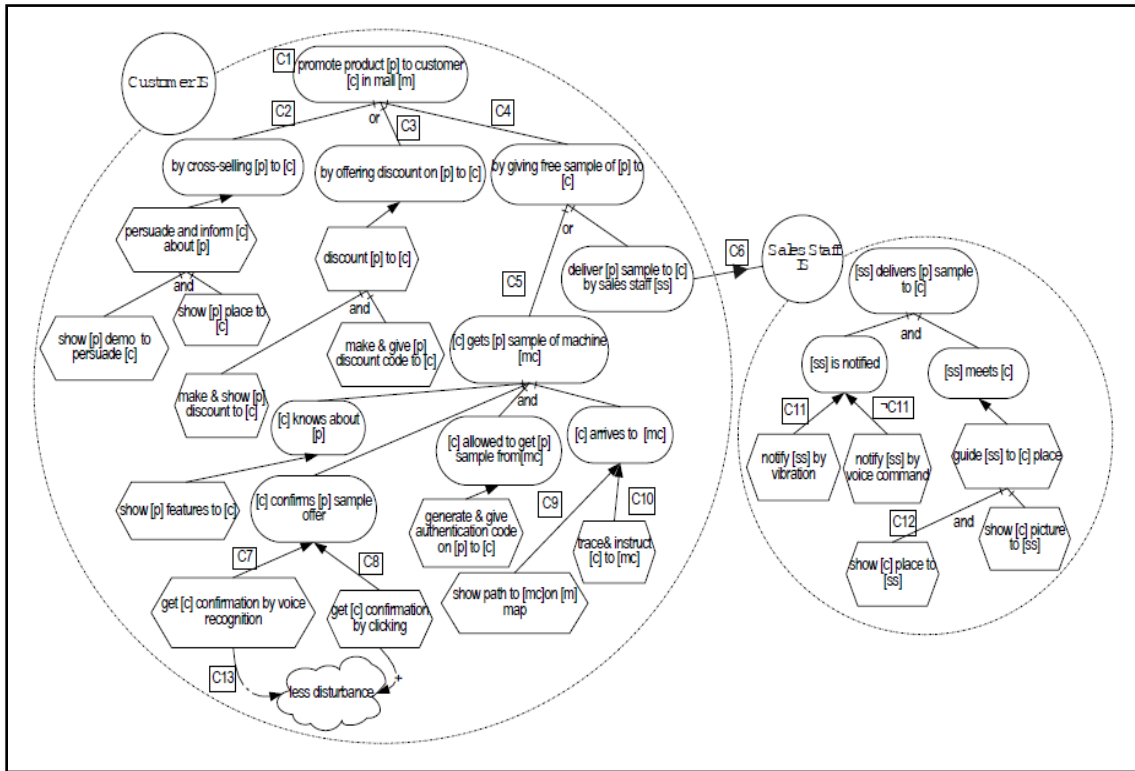 Customer IS
C1
promote product [p] to customer
[c] in mall [m]
C2
or
C3
C4
by cross-selling [p] to [c]
by offering discount on [p] to [c]
by giving free sample of [p] to
[c]
persuade and inform [c]
about [p]
discount [p] to [c]
or
deliver [p] sample to [c]
by sales staff [ss]
C5
C6
Sales Staff
IS
[ss] delivers [p] sample
to [c]
and
show [p] demo to
persuade [c]
show [p] place to
[c]
and
make & show [p]
discount to [c]
make & give [p]
discount code to [c]
[c] gets [p] sample of machine
[mc]
and
[c] knows about
[p]
[c] allowed to get [p]
sample from[mc]
[c] arrives to [mc]
show [p] features to [c]
[c] confirms [p] sample
offer
generate & give
authentication code
on [p] to [c]
C9
C10
trace& instruct
[c] to [mc]
show path to [mc]on [m]
map
C7
C8
get [c] confirmation by voice
recognition
get [c] confirmation
by clicking
C13
-
+
less disturbance
and
[ss] is notified
[ss] meets [c]
C11
¬C11
notify [ss] by
vibration
notify [ss] by
voice command
guide [ss] to [c] place
C12
and
show [c] place to
[ss]
show [c] picture
to [ss]